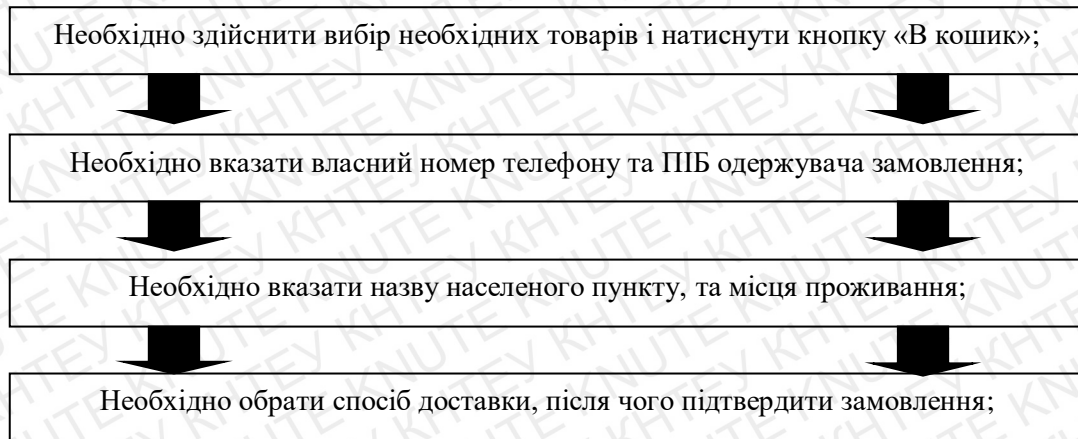 Необхідно здійснити вибір необхідних товарів і натиснути кнопку «В кошик»;
Необхідно вказати власний номер телефону та ПІБ одержувача замовлення;
Необхідно вказати назву населеного пункту, та місця проживання;
Необхідно обрати спосіб доставки, після чого підтвердити замовлення;